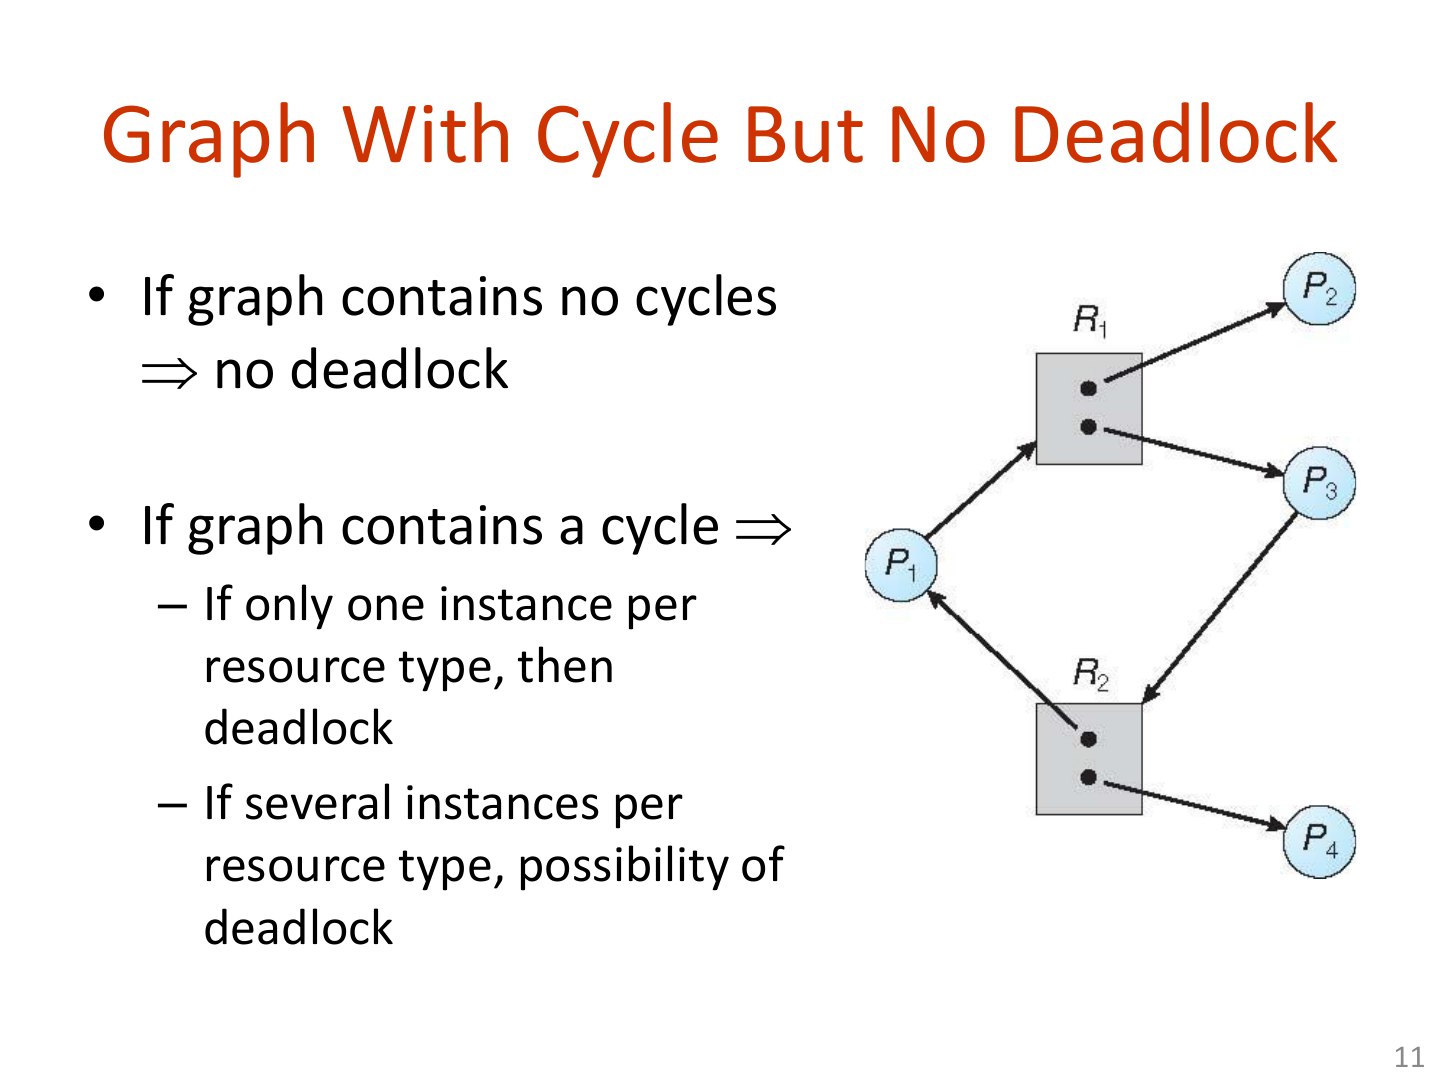 Graph With Cycle But No Deadlock
• If graph contains no cycles
⇒ no deadlock
• If graph contains a cycle ⇒
– If only one instance per
resource type, then
deadlock
– If several instances per
resource type, possibility of
deadlock
P2
R1
P3
P1
R2
P4
11